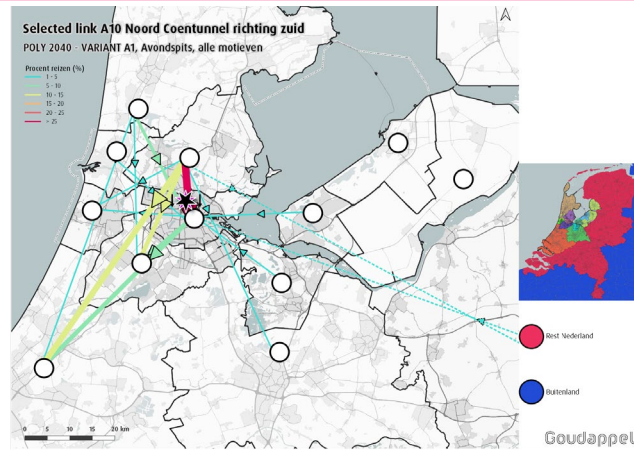 Selected link A10 Noord Coentunnel richting zuid
POLY 2040 - VARIANT A1, Avondspits, alle motieven
Procent reizen (%)
1 - 5
5 - 10
10 - 15
15 - 20
20 - 25
> 25
Rest Nederland
Buitenland
0 5 10 15 20 km
Goudappel